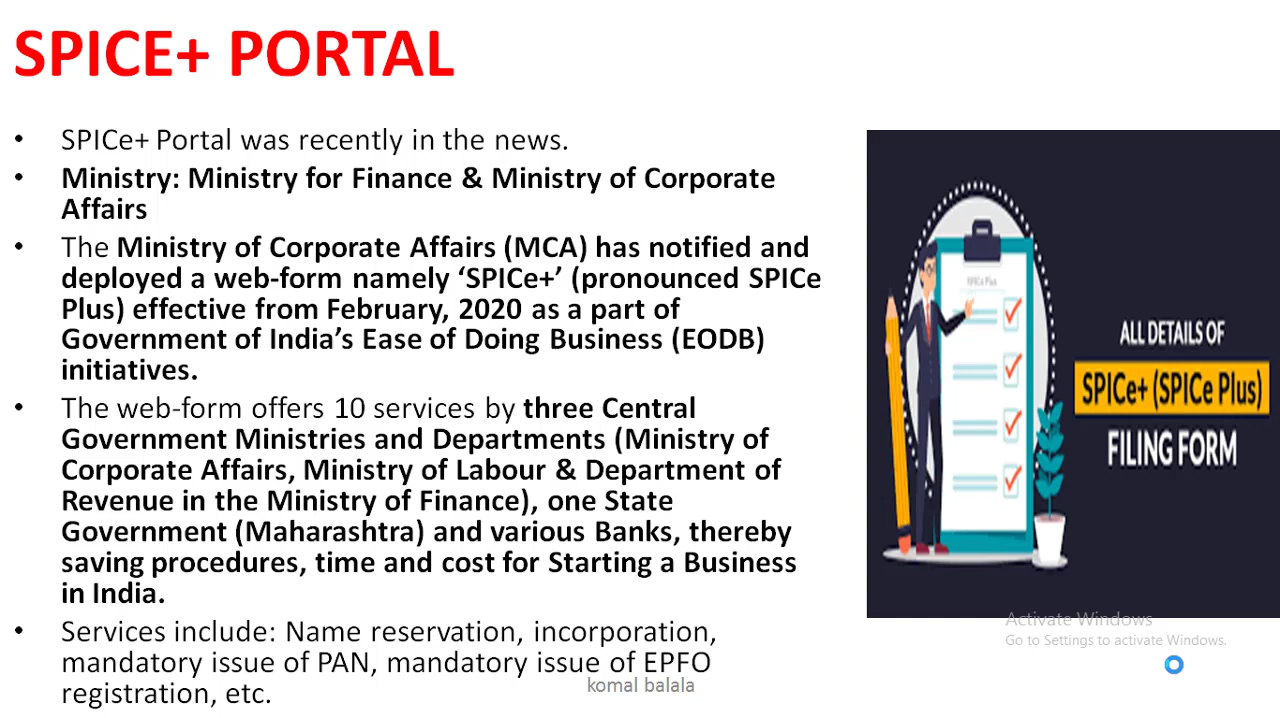 SPICE+ PORTAL
• SPICe+ Portal was recently in the news.
• Ministry: Ministry for Finance & Ministry of Corporate
Affairs
• The Ministry of Corporate Affairs (MCA) has notified and
deployed a web-form namely ‘SPICe+’ (pronounced SPICe
Plus) effective from February, 2020 as a part of
Government of India’s Ease of Doing Business (EODB)
initiatives.
• The web-form offers 10 services by three Central
Government Ministries and Departments (Ministry of
Corporate Affairs, Ministry of Labour & Department of
Revenue in the Ministry of Finance), one State
Government (Maharashtra) and various Banks, thereby
saving procedures, time and cost for Starting a Business
in India.
• Services include: Name reservation, incorporation,
mandatory issue of PAN, mandatory issue of EPFO
registration, etc.
komal balala
SPICe Plus
ALL DETAILS OF
SPICe+ (SPICe Plus)
FILING FORM
Activate Windows
Go to Settings to activate Windows.